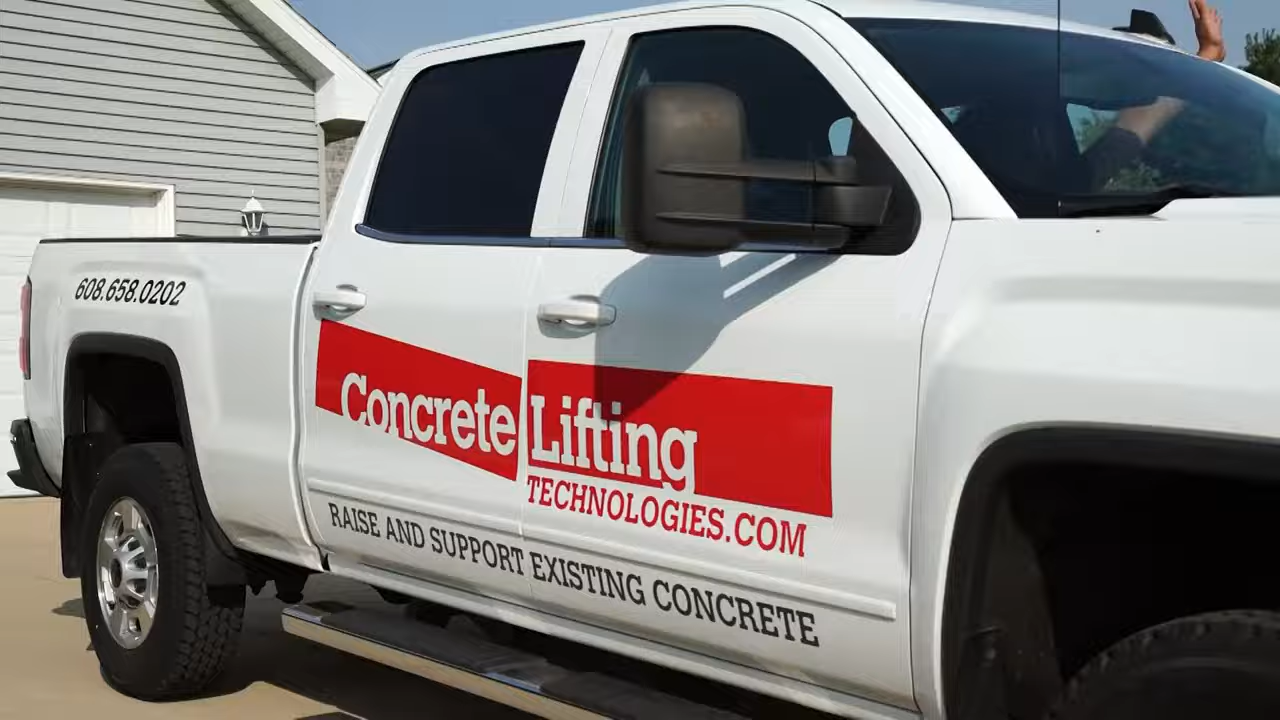 608.658.0202
Concrete Lifting
TECHNOLOGIES.COM
RAISE AND SUPPORT EXISTING CONCRETE